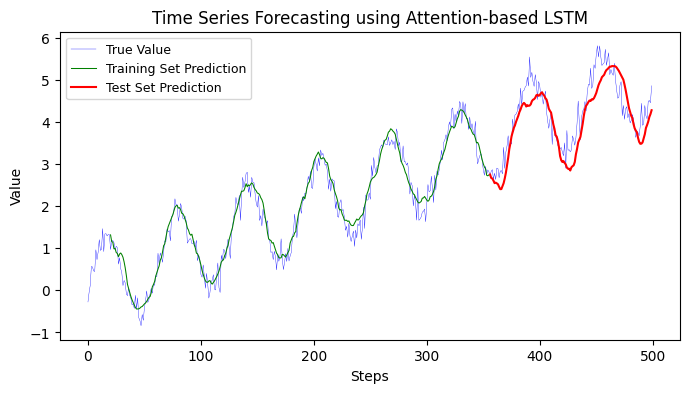 Time Series Forecasting using Attention-based LSTM
True Value
Training Set Prediction
Test Set Prediction
Value
6
5
4
3
2
1
0
−1
0 100 200 300 400 500
Steps